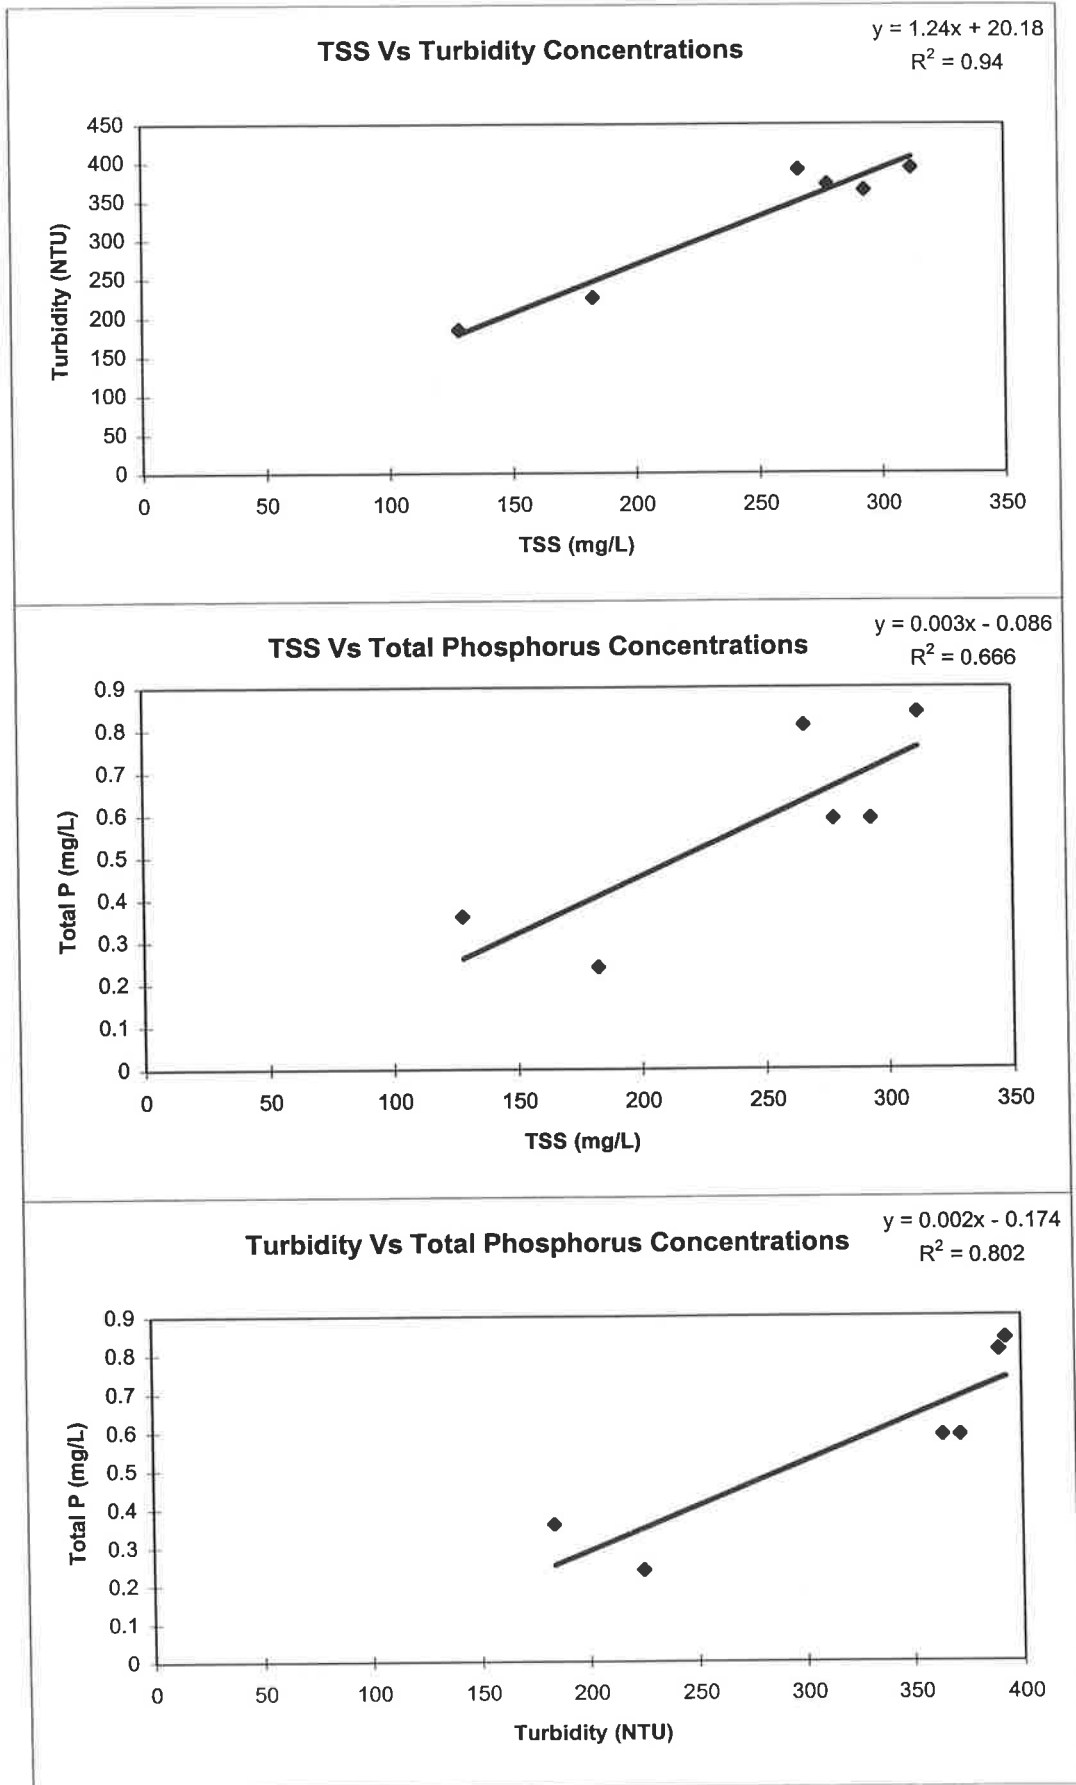 TSS Vs Turbidity Concentrations
y = 1.24x + 20.18
R² = 0.94
450
400
350
300
250
200
150
100
50
0
Turbidity (NTU)
0 50 100 150 200 250 300 350
TSS (mg/L)
TSS Vs Total Phosphorus Concentrations
y = 0.003x - 0.086
R² = 0.666
0.9
0.8
0.7
0.6
0.5
0.4
0.3
0.2
0.1
0
Total P (mg/L)
0 50 100 150 200 250 300 350
TSS (mg/L)
Turbidity Vs Total Phosphorus Concentrations
y = 0.002x - 0.174
R² = 0.802
0.9
0.8
0.7
0.6
0.5
0.4
0.3
0.2
0.1
0
Total P (mg/L)
0 50 100 150 200 250 300 350 400
Turbidity (NTU)